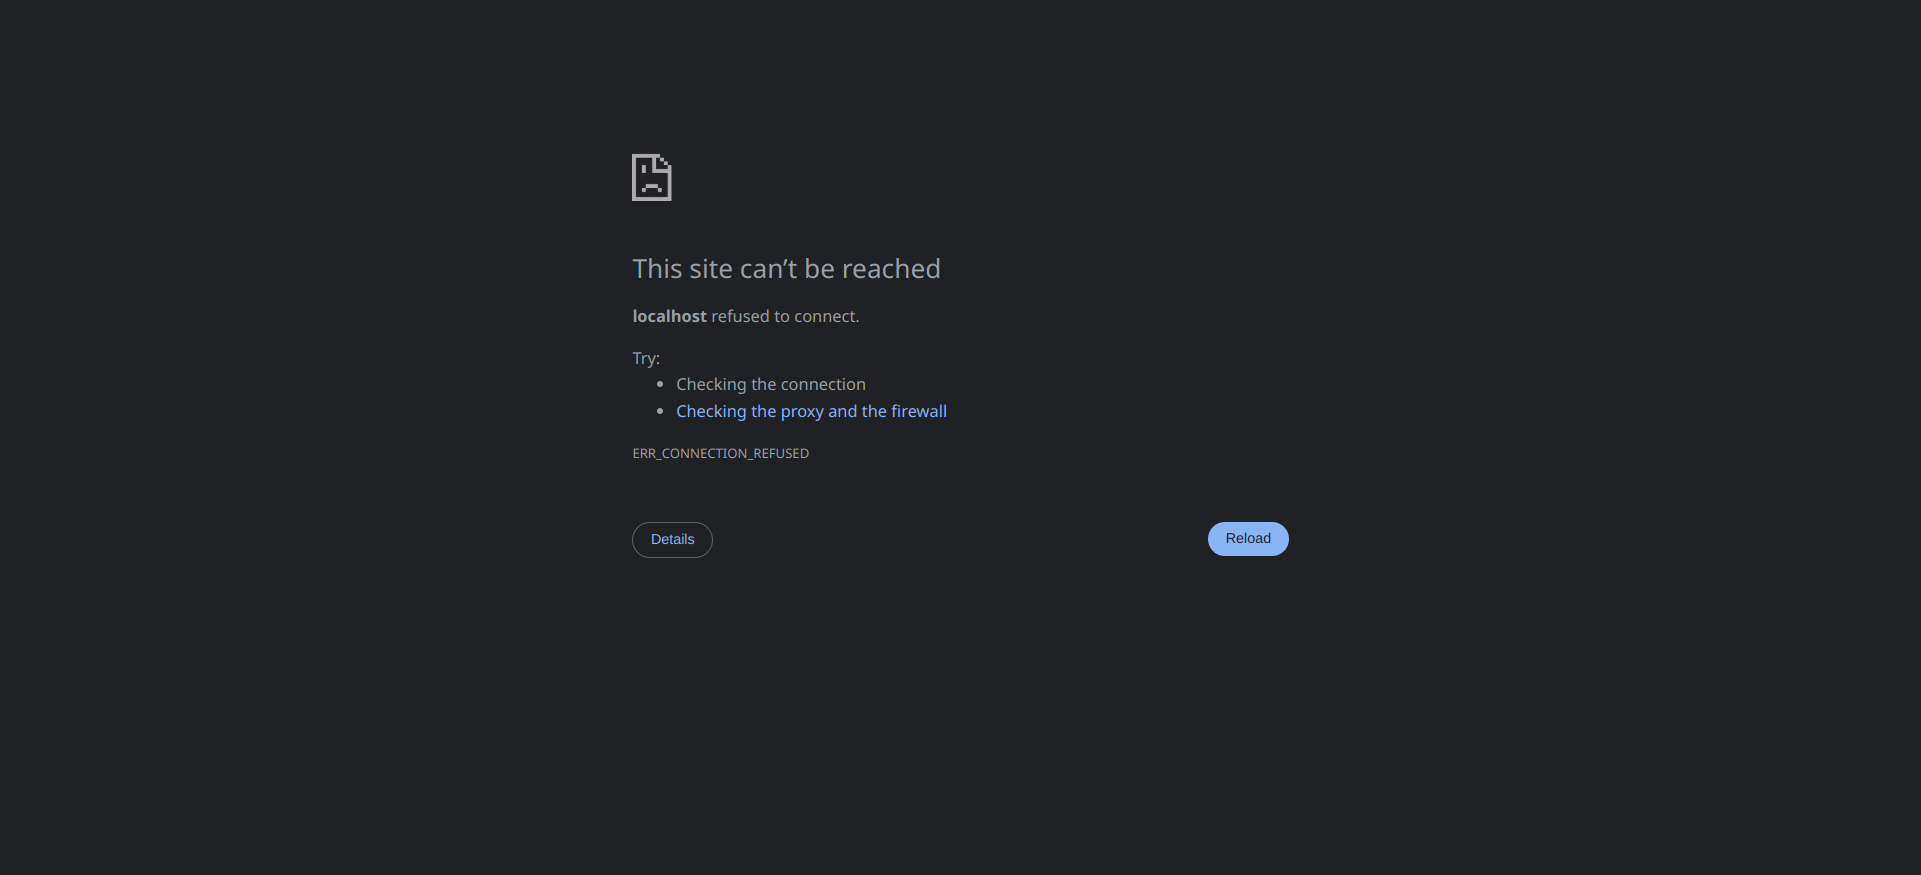 This site can’t be reached
localhost refused to connect.
Try:
Checking the connection
Checking the proxy and the firewall
ERR_CONNECTION_REFUSED
Details
Reload